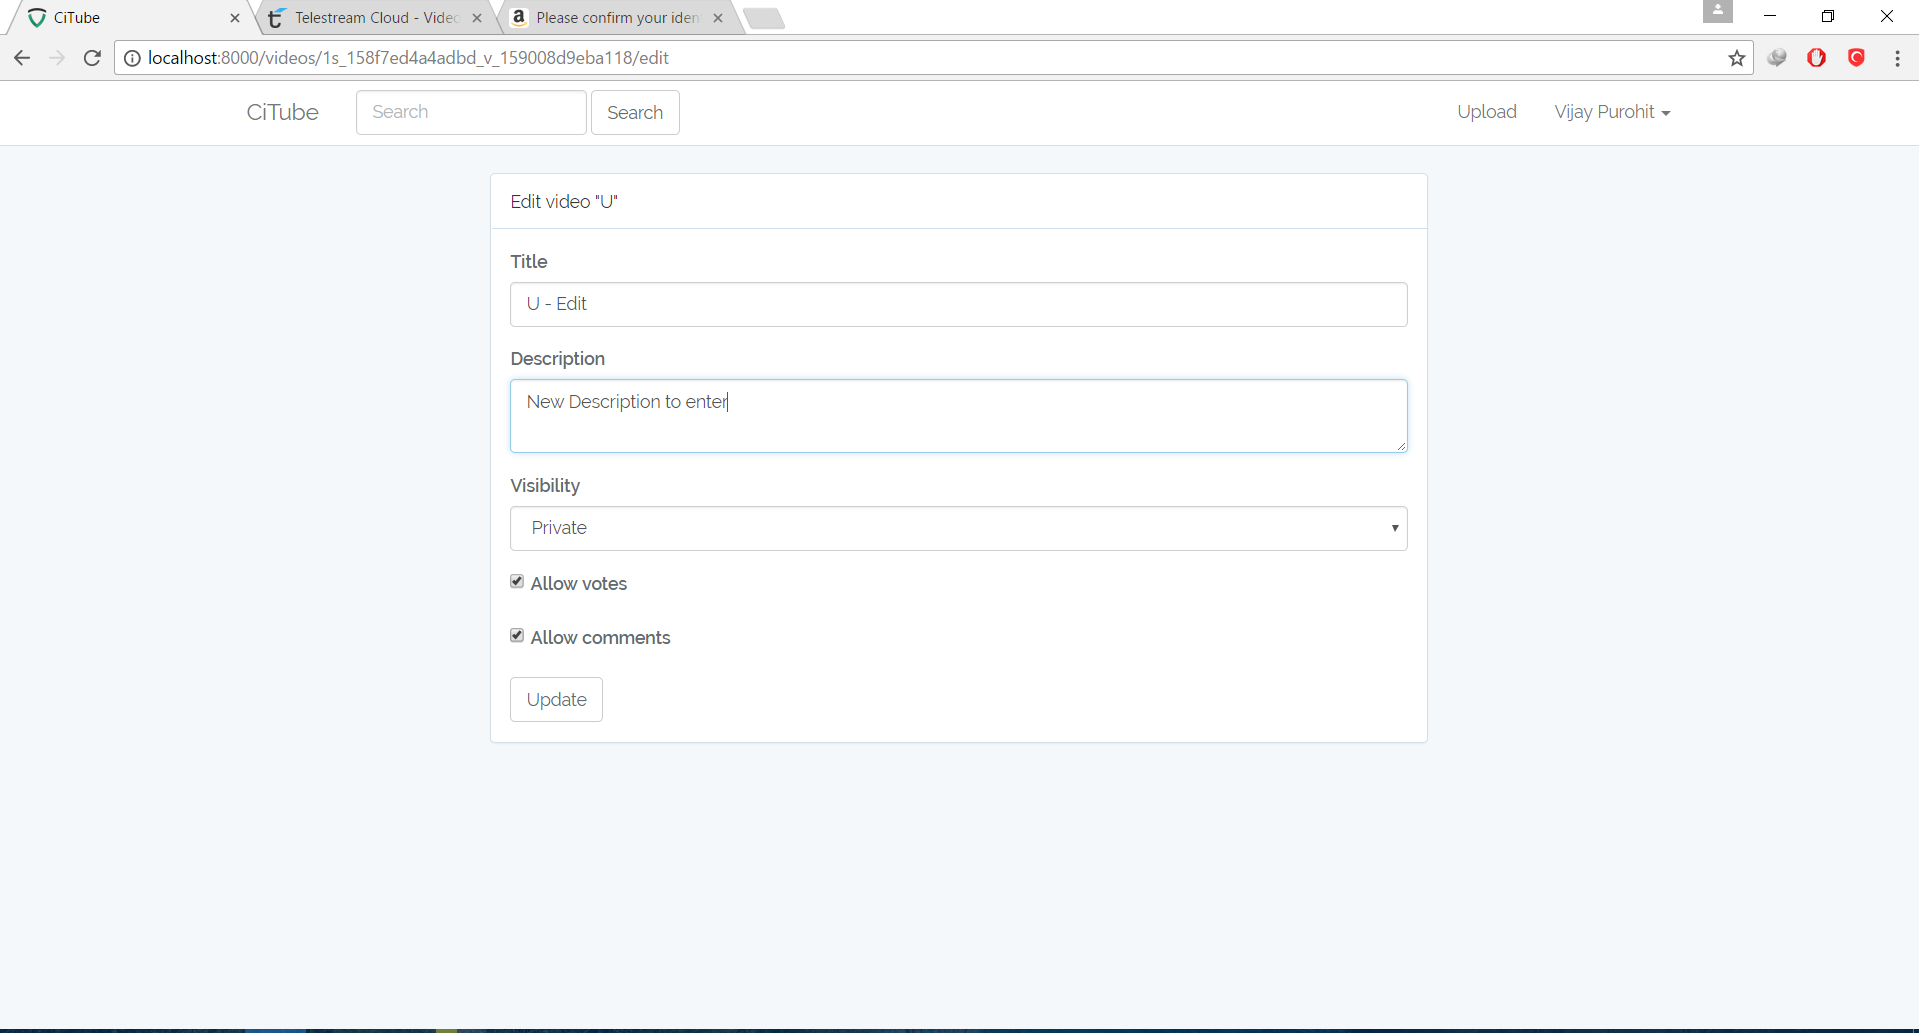 CiTube
Telestream Cloud - Video
Please confirm your iden
localhost:8000/videos/1s_158f7ed4a4adbd_v_159008d9eba118/edit
CiTube Search Search Upload Vijay Purohit
Edit video "U"
Title
U - Edit
Description
New Description to enter
Visibility
Private
Allow votes
Allow comments
Update